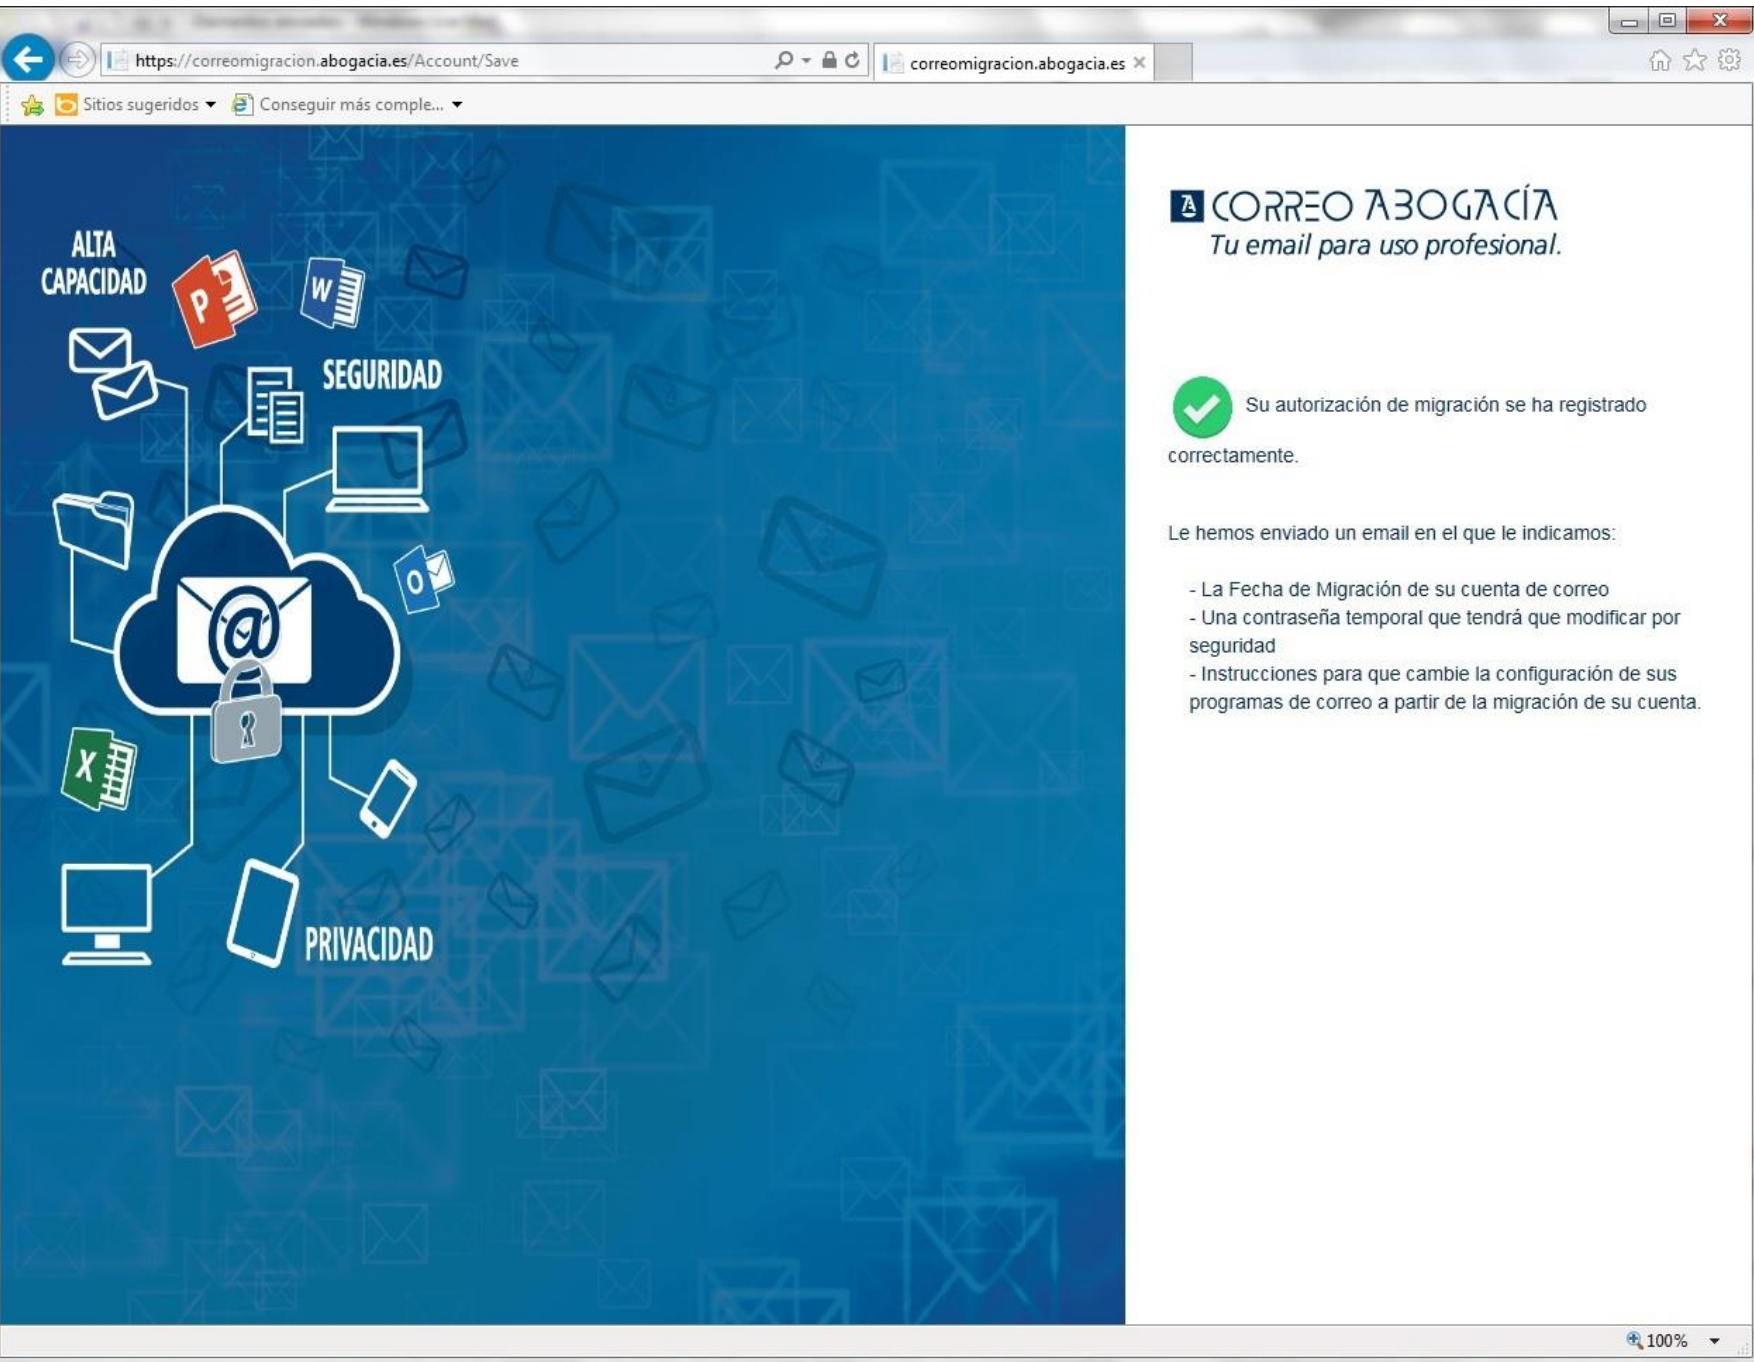 https://correomigracion.abogacia.es/Account/Save
correomigracion.abogacia.es
Sitios sugeridos
Conseguir más comple...
CORREO ABOGACÍA
Tu email para uso profesional.
ALTA
CAPACIDAD
P
W
SEGURIDAD
O
@
X
PRIVACIDAD
Su autorización de migración se ha registrado
correctamente.
Le hemos enviado un email en el que le indicamos:
- La Fecha de Migración de su cuenta de correo
- Una contraseña temporal que tendrá que modificar por
seguridad
- Instrucciones para que cambie la configuración de sus
programas de correo a partir de la migración de su cuenta.
100%